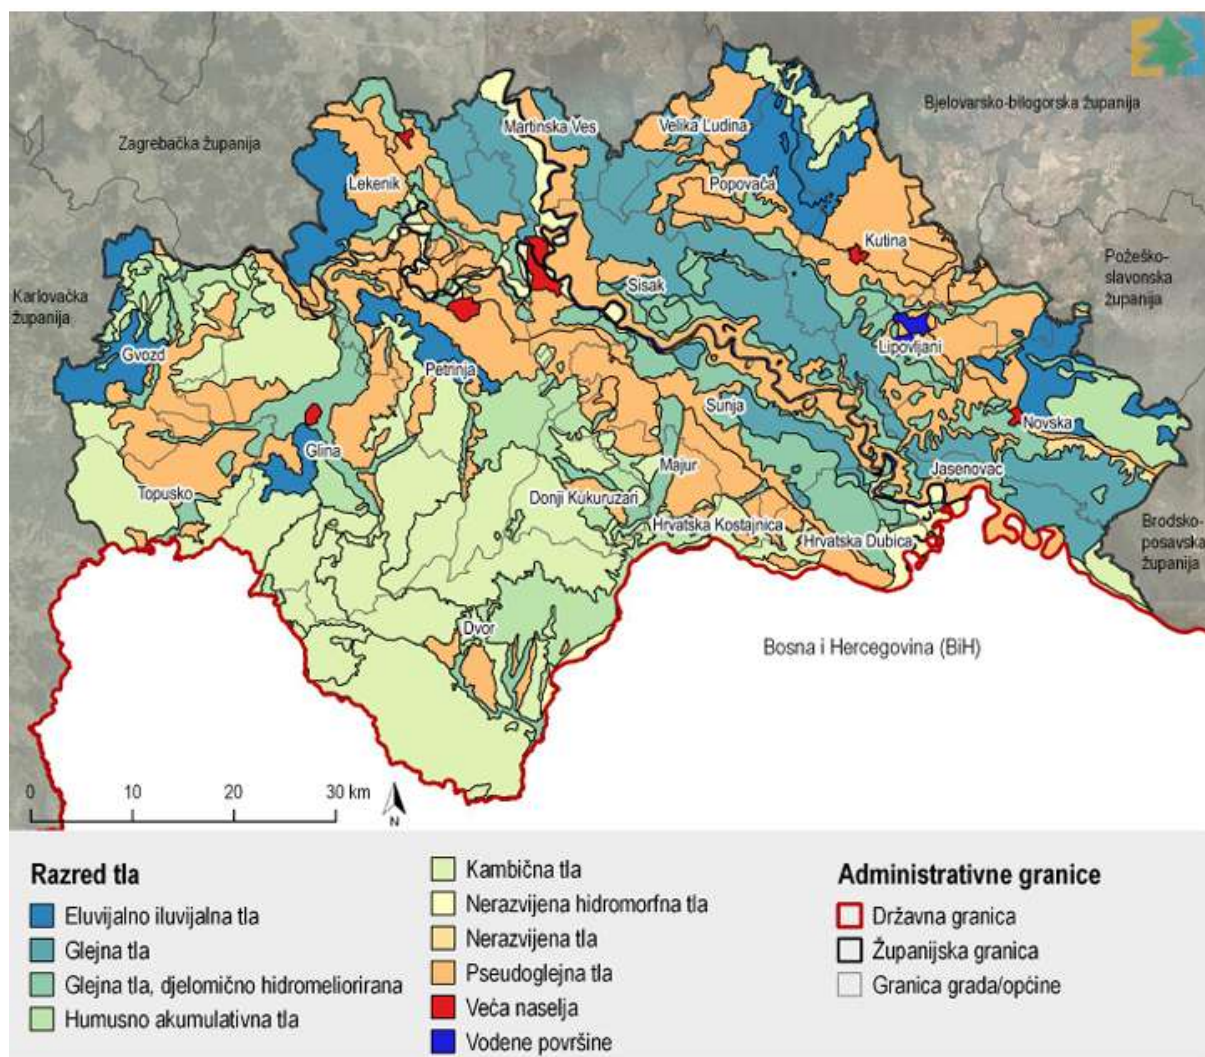 Bjelovarsko-bilogorska županija
Martinska Ves
Velika Ludina
Zagrebačka županija
Lekenik
Popovača
Kutina
Požeško-
slavonska
županija
Karlovačka
županija
Sisak
Gvozd
Lipovljani
Petrinja
Sunja
Novska
Glina
Majur
Jasenovac
Topusko
Donji Kukuruzari
Hrvatska Kostajnica
Hrvatska Dubica
Brodsko-
posavska
županija
Dvor
Bosna i Hercegovina (BiH)
0 10 20 30 km
N
Razred tla
Eluvijalno iluvijalna tla
Glejna tla
Glejna tla, djelomično hidromeliorirana
Humusno akumulativna tla
Kambična tla
Nerazvijena hidromorfna tla
Nerazvijena tla
Pseudoglejna tla
Veća naselja
Vodene površine
Administrativne granice
Državna granica
Županijska granica
Granica grada/općine